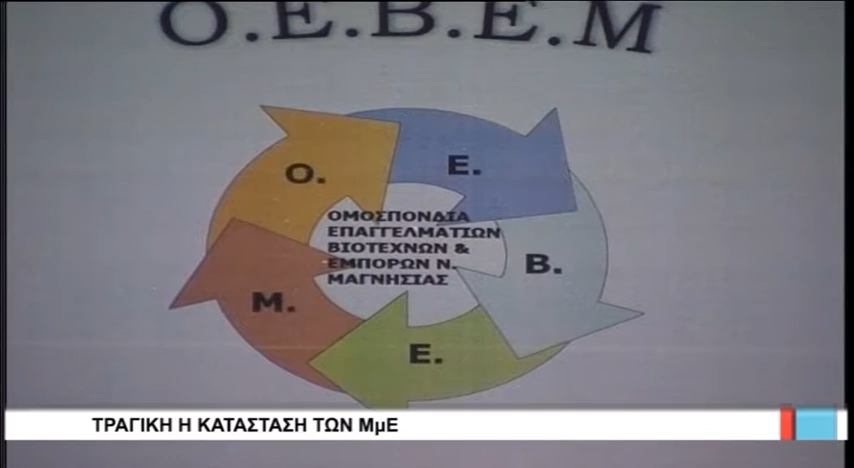 Ο.Ε.Β.Ε.Μ
Ο.
Ε.
Β.
Ε.
Μ.
ΟΜΟΣΠΟΝΔΙΑ
ΕΠΑΓΓΕΛΜΑΤΙΩΝ
ΒΙΟΤΕΧΝΩΝ &
ΕΜΠΟΡΩΝ Ν.
ΜΑΓΝΗΣΙΑΣ
ΤΡΑΓΙΚΗ Η ΚΑΤΑΣΤΑΣΗ ΤΩΝ ΜμΕ